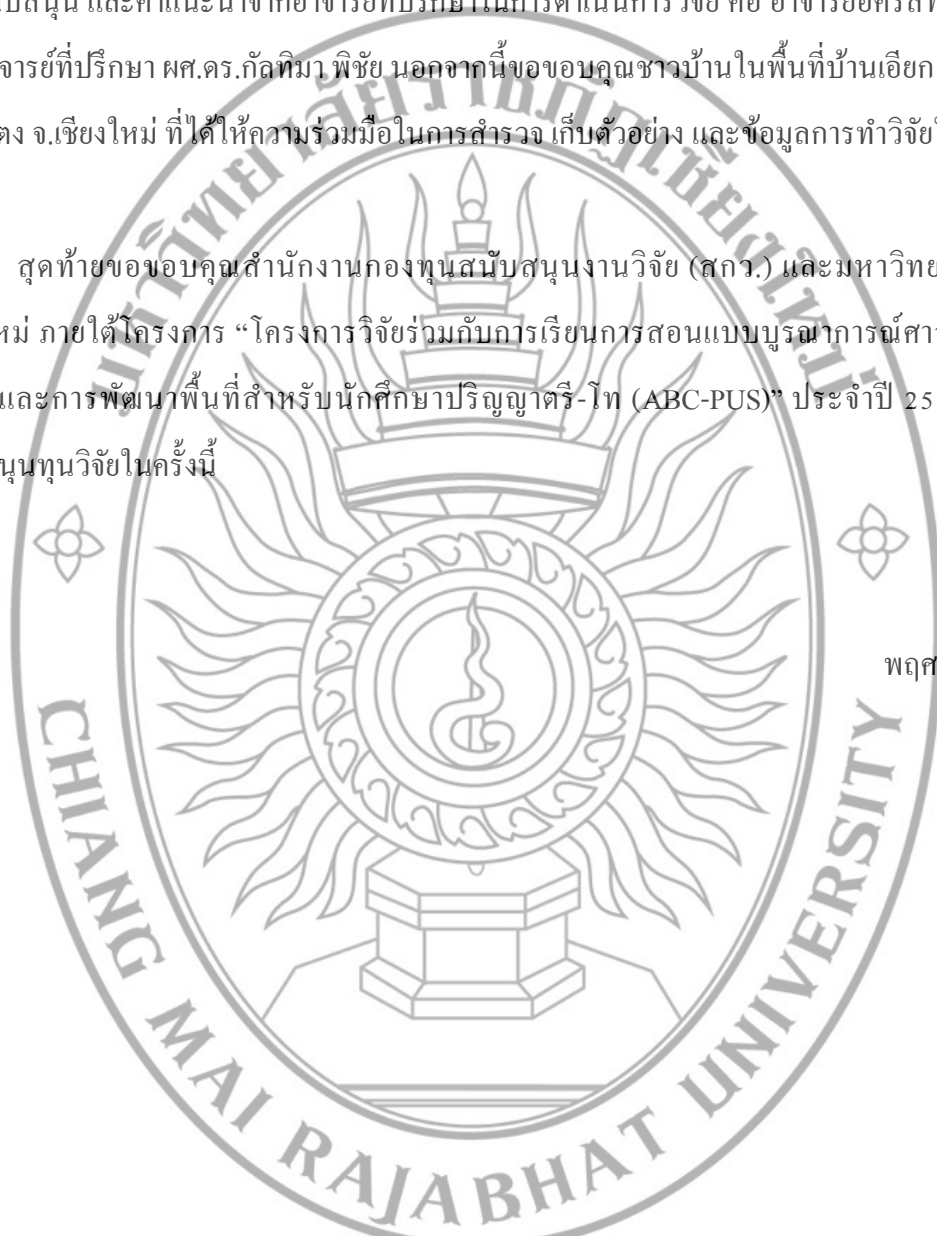 และคำแนะนำจากอาจารย์ที่ปรึกษาในการดำเนินการวิจัย คือ
จารย์ที่ปรึกษา ผศ.ดร.กัลทิมา พิชัย นอกจากนี้ขอขอบคุณชาวบ้านในพื้นที่บ้านเอียก
ตง จ.เชียงใหม่ ที่ได้ให้ความร่วมมือในการสำรวจ เก็บตัวอย่าง และข้อมูลการทำวิจัย
สุดท้ายขอขอบคุณสำนักงานกองทุนสนับสนุนงานวิจัย (สกว.) และมหาวิทย
หม่ ภายใต้โครงการ “โครงการวิจัยร่วมกับการเรียนการสอนแบบบูรณาการณ์ศา
และการพัฒนาพื้นที่สำหรับนักศึกษาปริญญาตรี-โท (ABC-PUS)” ประจำปี 25
นุนทุนวิจัยในครั้งนี้
พฤศ
มหาวิทยาลัยราชภัฏเชียงใหม่
CHIANG MAI RAJABHAT UNIVERSITY